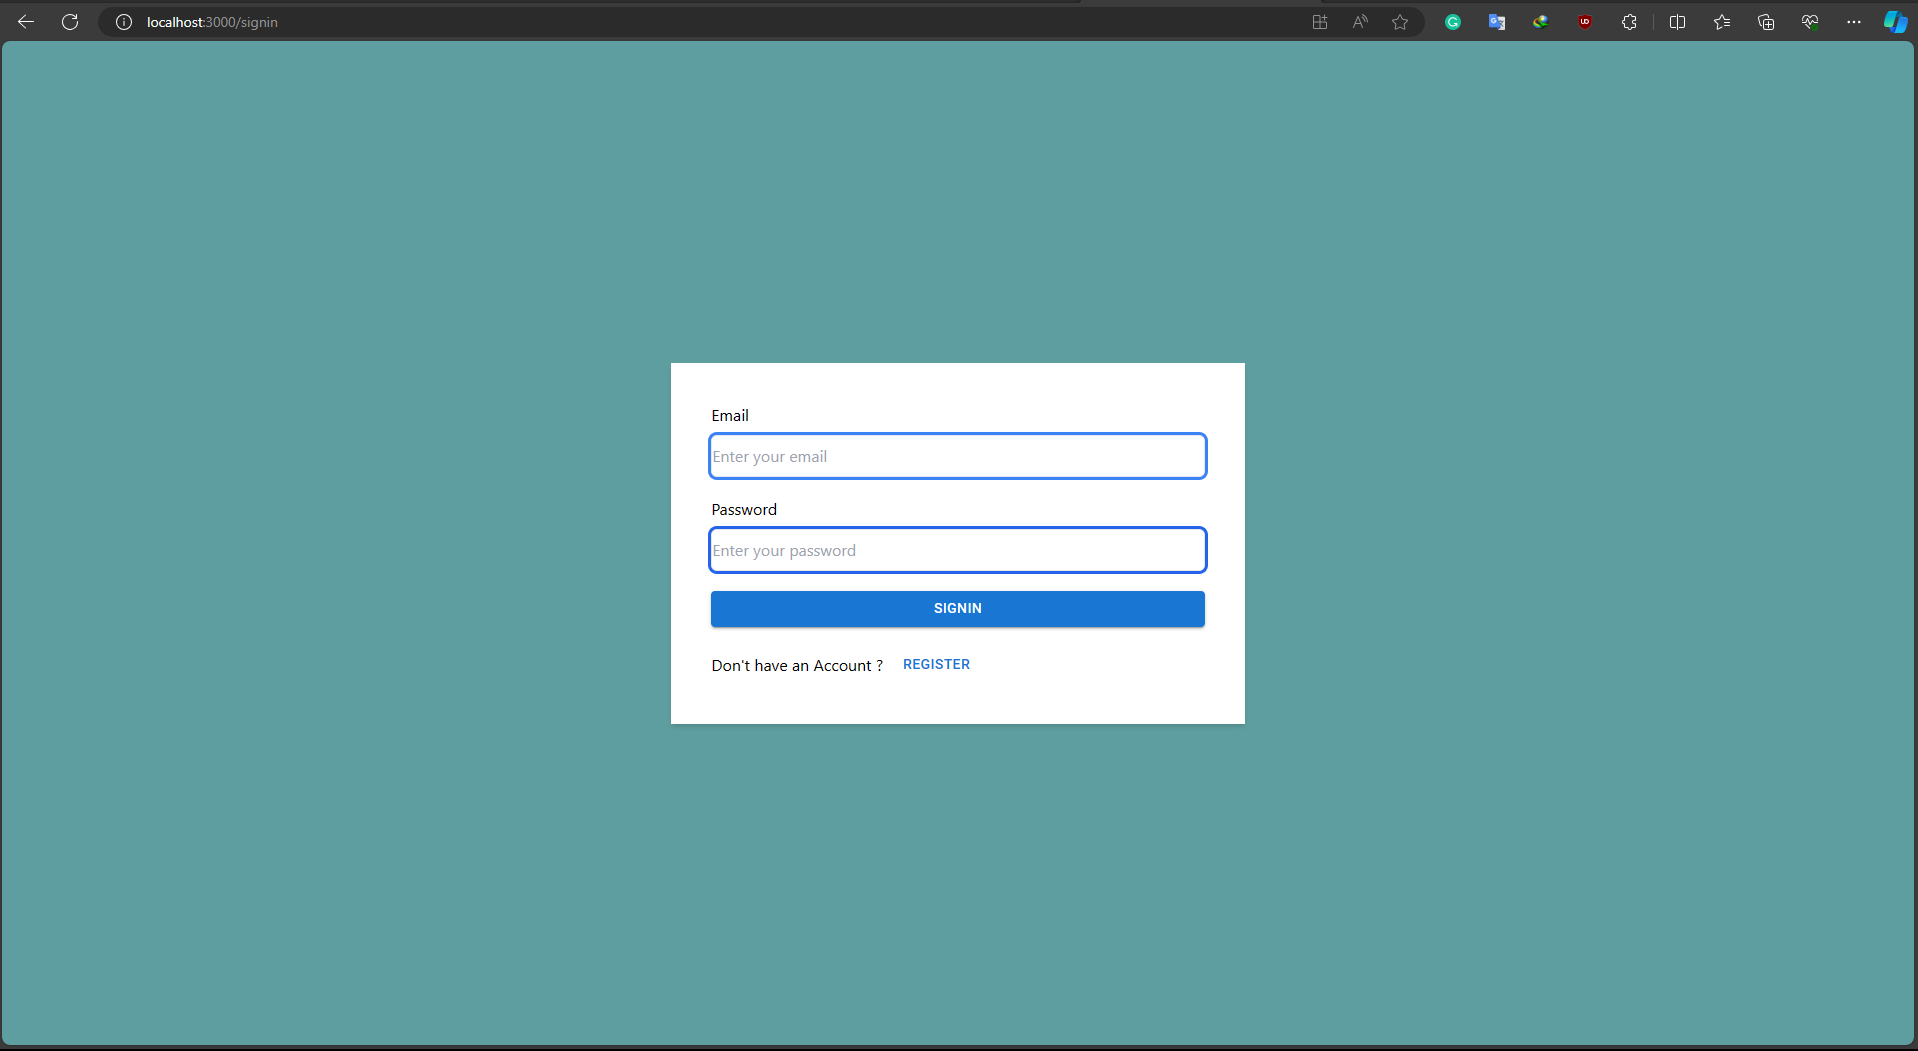 localhost:3000/signin
Email
Enter your email
Password
Enter your password
SIGNIN
Don't have an Account ? REGISTER